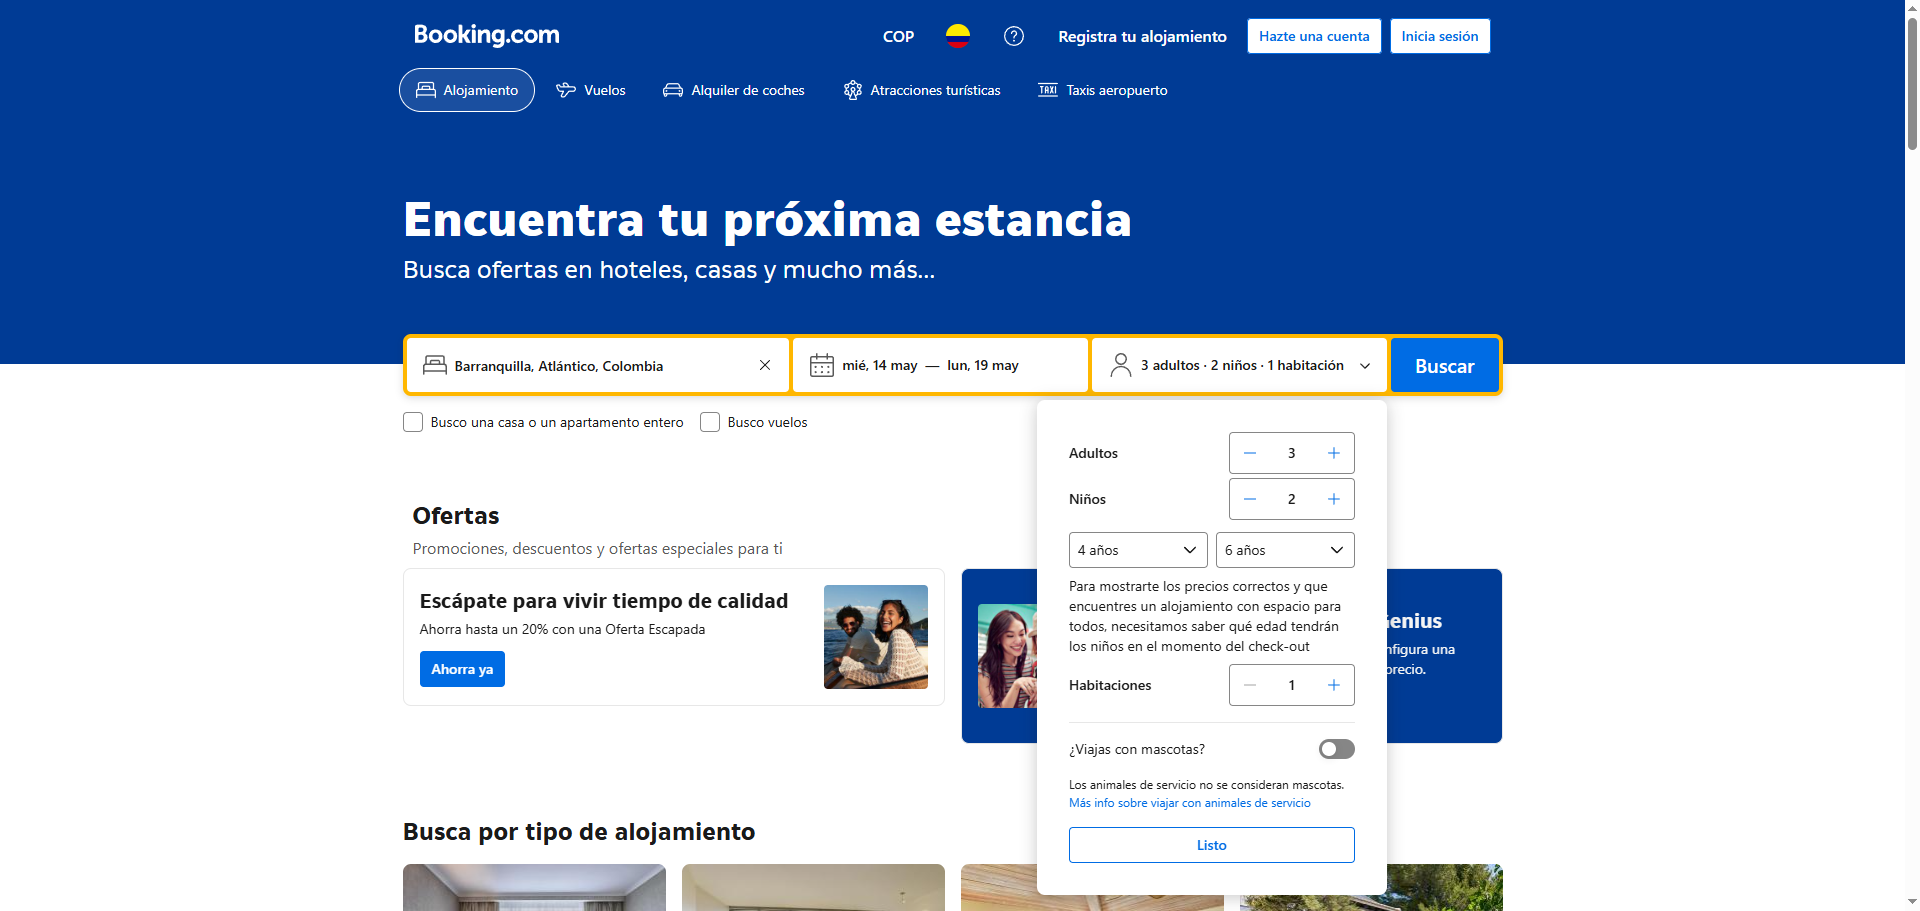 Booking.com
COP
Registra tu alojamiento
Hazte una cuenta
Inicia sesión
Alojamiento
Vuelos
Alquiler de coches
Atracciones turísticas
TAXI
Taxis aeropuerto
Encuentra tu próxima estancia
Busca ofertas en hoteles, casas y mucho más...
Barranquilla, Atlántico, Colombia
mié, 14 may — lun, 19 may
3 adultos · 2 niños · 1 habitación
Buscar
Busco una casa o un apartamento entero
Busco vuelos
Adultos
3
Niños
2
4 años
6 años
Para mostrarte los precios correctos y que
encuentres un alojamiento con espacio para
todos, necesitamos saber qué edad tendrán
los niños en el momento del check-out
Habitaciones
1
¿Viajas con mascotas?
Los animales de servicio no se consideran mascotas.
Más info sobre viajar con animales de servicio
Listo
Ofertas
Promociones, descuentos y ofertas especiales para ti
Escápate para vivir tiempo de calidad
Ahorra hasta un 20% con una Oferta Escapada
Ahorra ya
enius
nfigura una
precio.
Busca por tipo de alojamiento